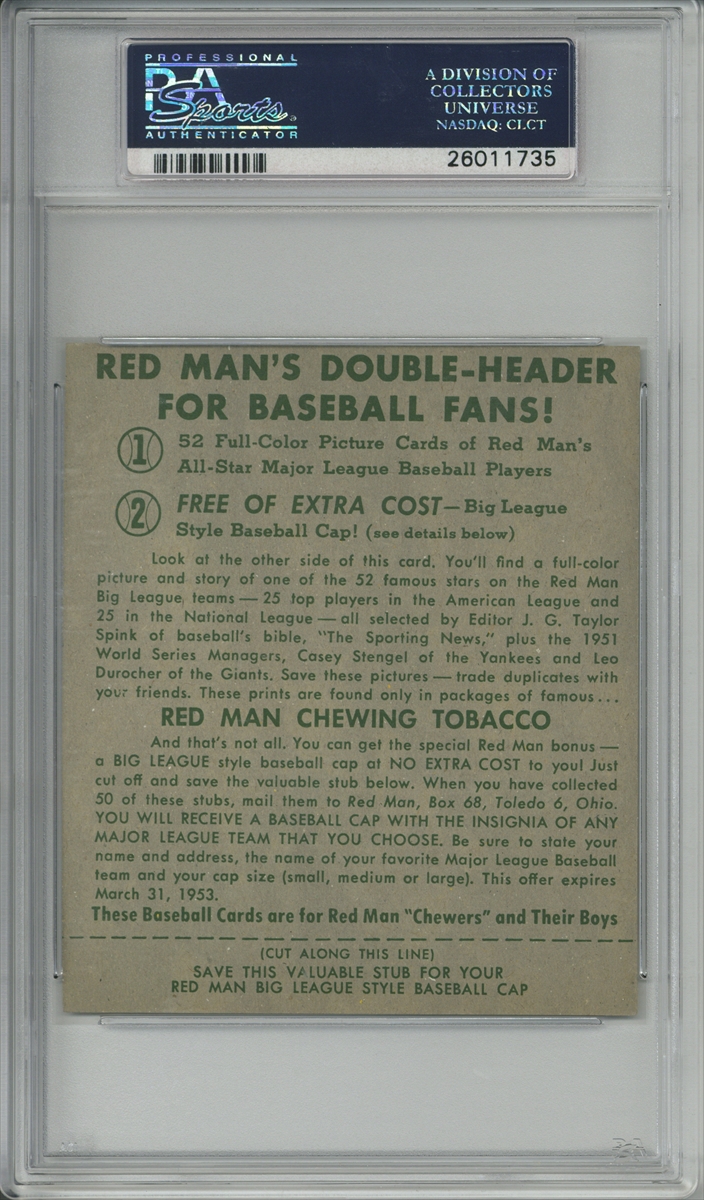 PROFESSIONAL
PSA
Sports
AUTHENTICATOR
A DIVISION OF
COLLECTORS
UNIVERSE
NASDAQ: CLCT
26011735
RED MAN'S DOUBLE-HEADER
FOR BASEBALL FANS!
1 52 Full-Color Picture Cards of Red Man's
All-Star Major League Baseball Players
2 FREE OF EXTRA COST—Big League
Style Baseball Cap! (see details below)
Look at the other side of this card. You'll find a full-color
picture and story of one of the 52 famous stars on the Red Man
Big League teams — 25 top players in the American League and
25 in the National League — all selected by Editor J. G. Taylor
Spink of baseball's bible, "The Sporting News," plus the 1951
World Series Managers, Casey Stengel of the Yankees and Leo
Durocher of the Giants. Save these pictures — trade duplicates with
your friends. These prints are found only in packages of famous...
RED MAN CHEWING TOBACCO
And that's not all. You can get the special Red Man bonus —
a BIG LEAGUE style baseball cap at NO EXTRA COST to you! Just
cut off and save the valuable stub below. When you have collected
50 of these stubs, mail them to Red Man, Box 68, Toledo 6, Ohio.
YOU WILL RECEIVE A BASEBALL CAP WITH THE INSIGNIA OF ANY
MAJOR LEAGUE TEAM THAT YOU CHOOSE. Be sure to state your
name and address, the name of your favorite Major League Baseball
team and your cap size (small, medium or large). This offer expires
March 31, 1953.
These Baseball Cards are for Red Man "Chewers" and Their Boys
(CUT ALONG THIS LINE)
SAVE THIS VALUABLE STUB FOR YOUR
RED MAN BIG LEAGUE STYLE BASEBALL CAP